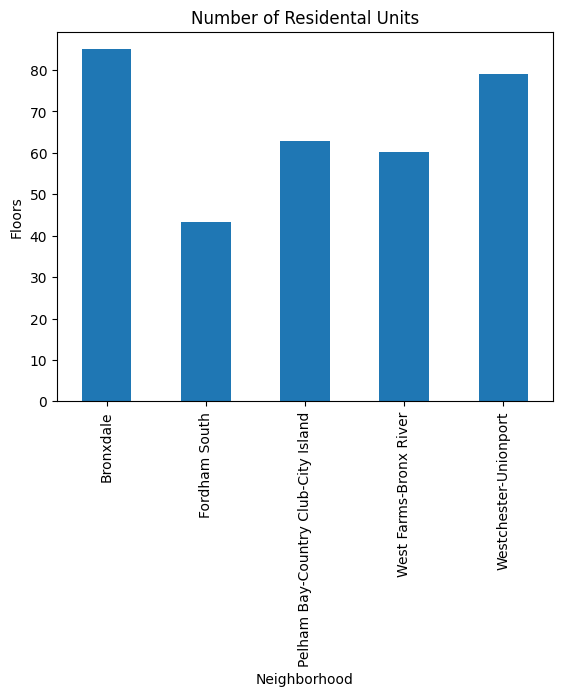 Number of Residental Units
Floors
80
70
60
50
40
30
20
10
0
Bronxdale
Fordham South
Pelham Bay-Country Club-City Island
West Farms-Bronx River
Westchester-Unionport
Neighborhood